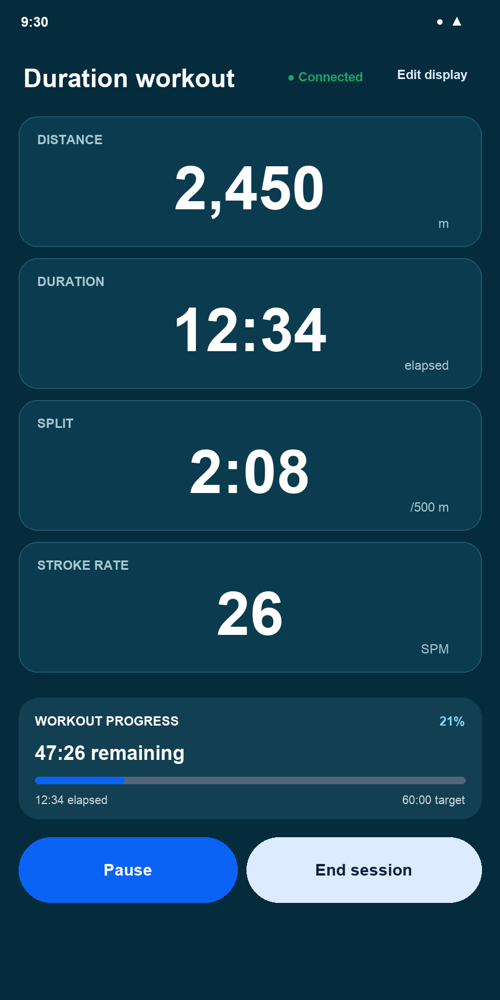 9:30
Duration workout
● Connected
Edit display
DISTANCE
2,450
m
DURATION
12:34
elapsed
SPLIT
2:08
/500 m
STROKE RATE
26
SPM
WORKOUT PROGRESS
21%
47:26 remaining
12:34 elapsed
60:00 target
Pause
End session